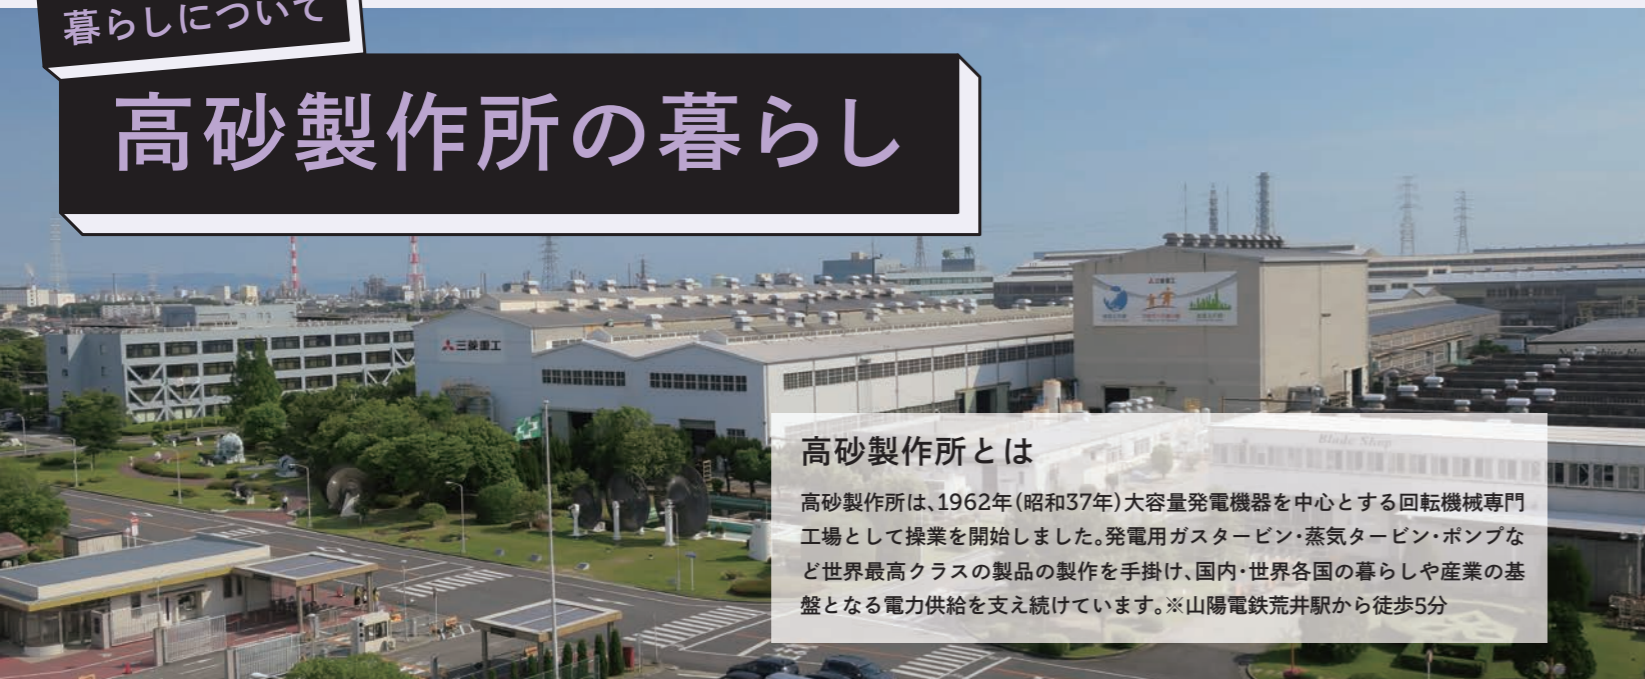 暮らしについて
高砂製作所の暮らし
三菱重工
三菱重工
高砂製作所とは
Blade Shop
高砂製作所は、1962年(昭和37年)大容量発電機器を中心とする回転機械専門
工場として操業を開始しました。発電用ガスタービン・蒸気タービン・ポンプな
ど世界最高クラスの製品の製作を手掛け、国内・世界各国の暮らしや産業の基
盤となる電力供給を支え続けています。※山陽電鉄荒井駅から徒歩5分